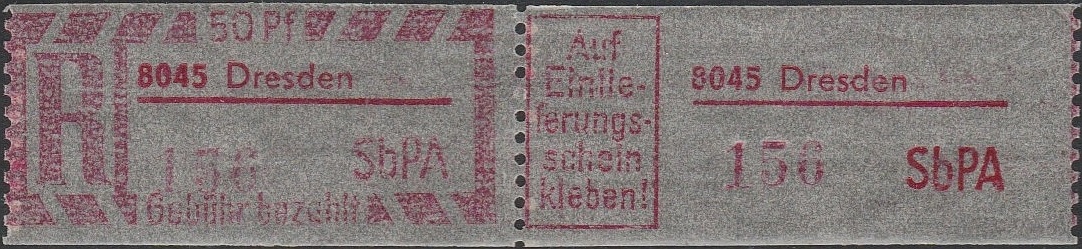 50 Pf
R
8045 Dresden
156 SbPA
Gebühr bezahlt
Auf
Einlie-
ferungs-
schein
kleben!
8045 Dresden
156 SbPA